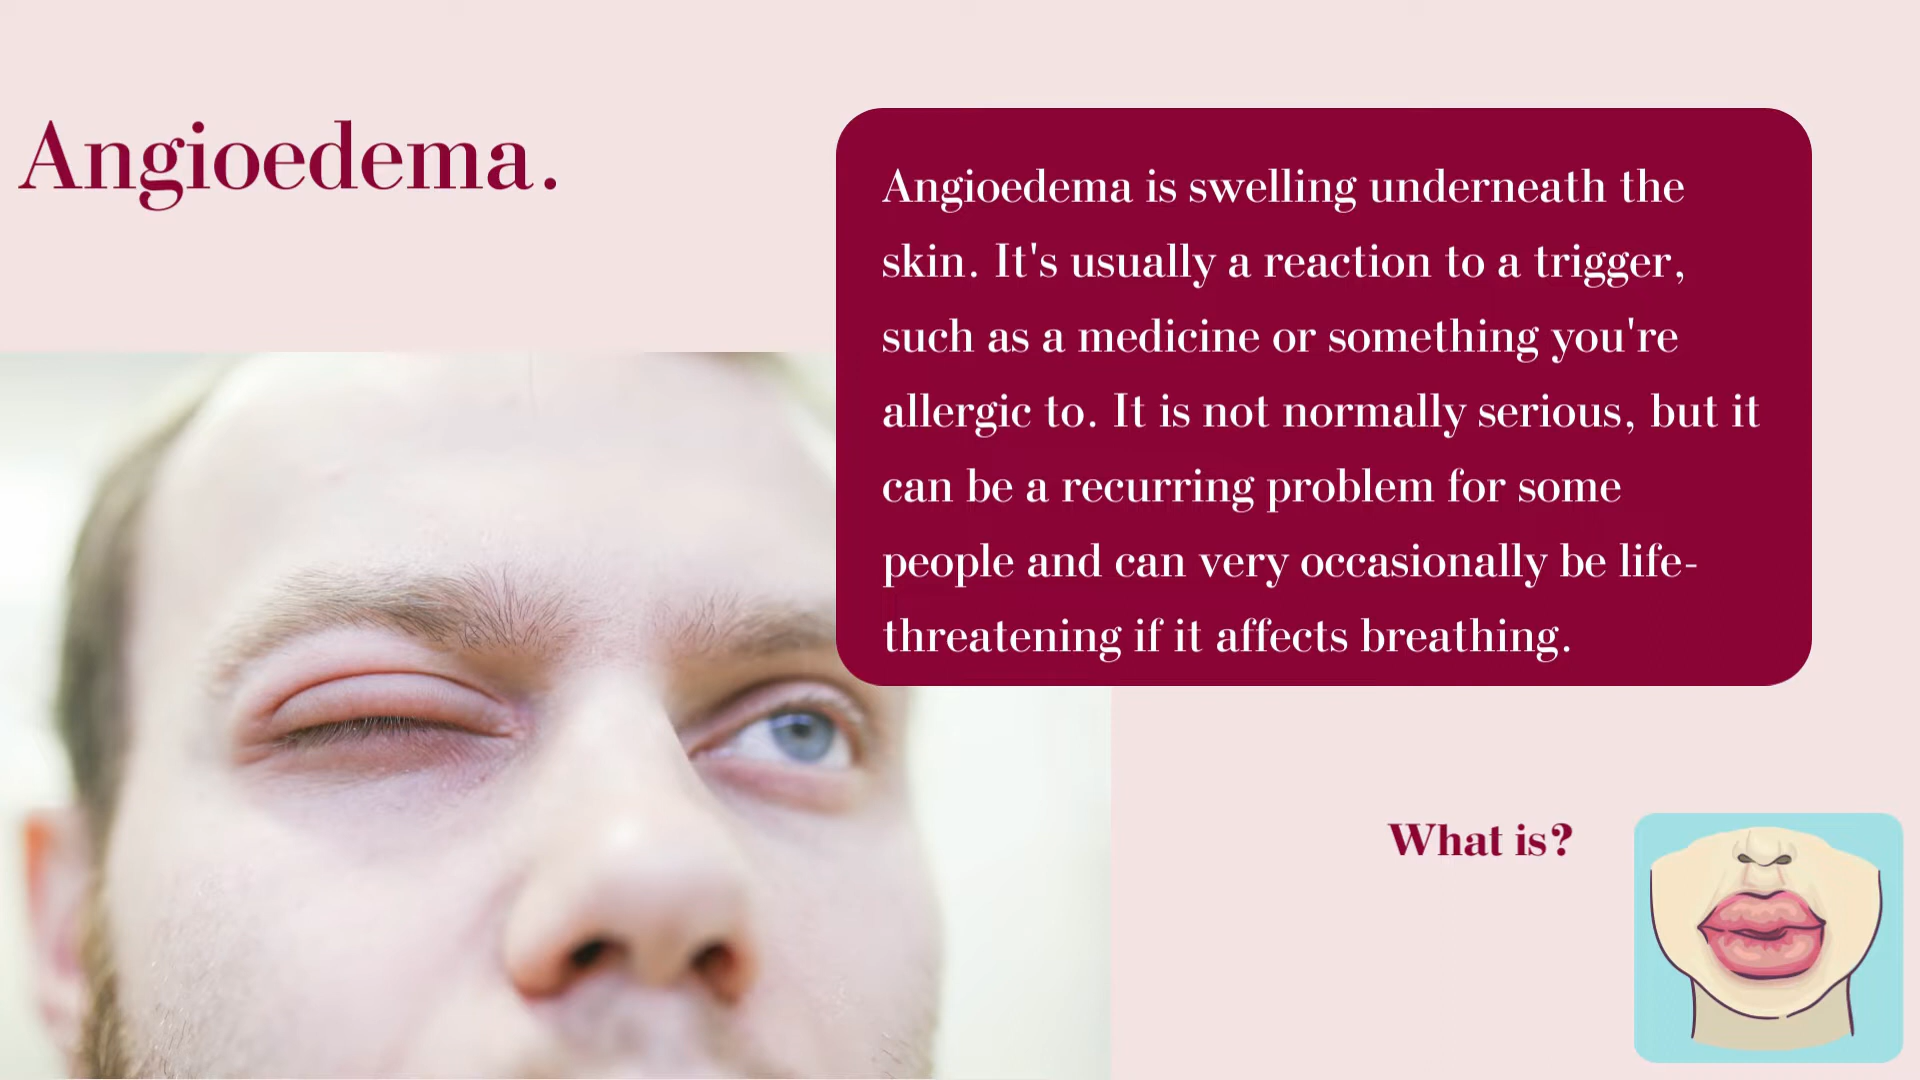 Angioedema.
Angioedema is swelling underneath the
skin. It's usually a reaction to a trigger,
such as a medicine or something you're
allergic to. It is not normally serious, but it
can be a recurring problem for some
people and can very occasionally be life-
threatening if it affects breathing.
What is?